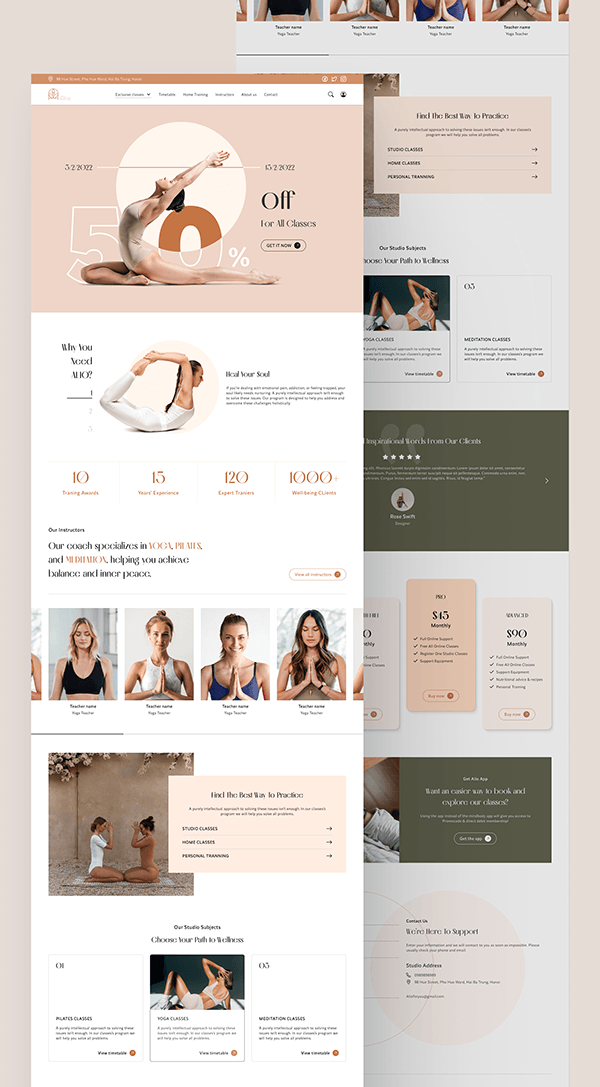 98 Hoe Street, Phe Hoe Ward, Hai Ba Trung, Hanoi
Exclusive classes
Timetable
Home Training
Instructors
About us
Contact
5/2/2022
15/2/2022
50%
Off
For All Classes
GET IT NOW
Why You
Need
ALIO?
1
2
3
Heal Your Soul
If you're dealing with emotional pain, addiction, or feeling trapped, your
soul likely needs nurturing. A purely intellectual approach isn't enough
to solve these issues. Our program is designed to help you address and
overcome these challenges holistically.
10
Traning Awards
15
Years' Experience
120
Expert Traniers
1000+
Well-being CLients
Our Instructors
Our coach specializes in YOGA, PILATES,
and MEDITATION, helping you achieve
balance and inner peace.
View all instructors
Teacher name
Yoga Teacher
Teacher name
Yoga Teacher
Teacher name
Yoga Teacher
Teacher name
Yoga Teacher
Find The Best Way To Practice
A purely intellectual approach to solving these issues isn't enough. In our classes's
program we will help you solve all problems.
STUDIO CLASSES
HOME CLASSES
PERSONAL TRANNING
Our Studio Subjects
Choose Your Path to Wellness
01
PILATES CLASSES
A purely intellectual approach to solving these
issues isn't enough. In our classes's program we
will help you solve all problems.
View timetable
YOGA CLASSES
A purely intellectual approach to solving these
issues isn't enough. In our classes's program we
will help you solve all problems.
View timetable
03
MEDITATION CLASSES
A purely intellectual approach to solving these
issues isn't enough. In our classes's program we
will help you solve all problems.
View timetable
Teacher name
Yoga Teacher
Teacher name
Yoga Teacher
Teacher name
Yoga Teacher
Find The Best Way To Practice
A purely intellectual approach to solving these issues isn't enough. In our classes's
program we will help you solve all problems.
STUDIO CLASSES
HOME CLASSES
PERSONAL TRANNING
Our Studio Subjects
hoose Your Path to Wellness
YOGA CLASSES
A purely intellectual approach to solving these
issues isn't enough. In our classes's program we
will help you solve all problems.
View timetable
03
MEDITATION CLASSES
A purely intellectual approach to solving these
issues isn't enough. In our classes's program we
will help you solve all problems.
View timetable
Inspirational Words From Our Clients
Rose Swift
Designer
PRO
$45
Monthly
Full Online Support
Free All Online Classes
Register One Studio Classes
Support Equipment
Buy now
ADVANCED
$90
Monthly
Full Online Support
Free All Online Classes
Support Equipment
Nutritional advice & recipes
Personal Training
Buy now
Get Alio App
Want an easier way to book and
explore our classes?
Using the app instead of the mindbody app will give you access to
Promocode & direct debit membership!
Get the app
Contact Us
We're Here To Support
Enter your information and we will contact to you as soon as impossible. Please
usually check your phone and email.
Studio Address
98 Hoe Street, Phe Hoe Ward, Hai Ba Trung, Hanoi